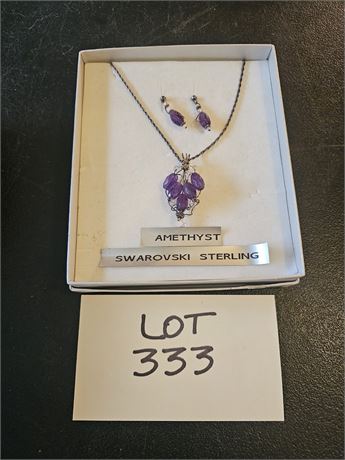 AMETHYST
SWAROVSKI STERLING
LOT
333